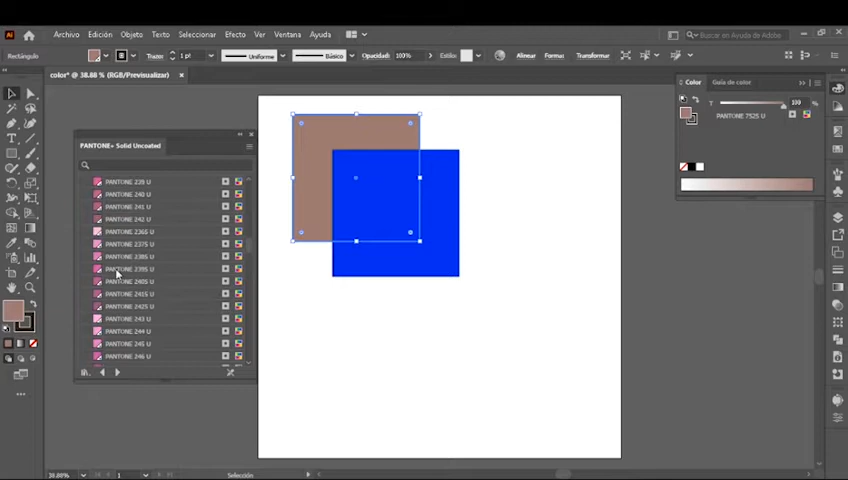 Ai Archivo Edición Objeto Texto Seleccionar Efecto Ver Ventana Ayuda Buscar en Ayuda de Adobe
Rectángulo Trazo: 1 pt Uniforme Básico Opacidad: 100% Estilo: Alinear Forma: Transformar
color* @ 38.88 % (RGB/Previsualizar) ×
Color Guía de color
T 100 %
PANTONE 7525 U
PANTONE+ Solid Uncoated
PANTONE 239 U
PANTONE 240 U
PANTONE 241 U
PANTONE 242 U
PANTONE 2365 U
PANTONE 2375 U
PANTONE 2385 U
PANTONE 2395 U
PANTONE 2405 U
PANTONE 2415 U
PANTONE 2425 U
PANTONE 243 U
PANTONE 244 U
PANTONE 245 U
PANTONE 246 U
38.88% 1 Selección